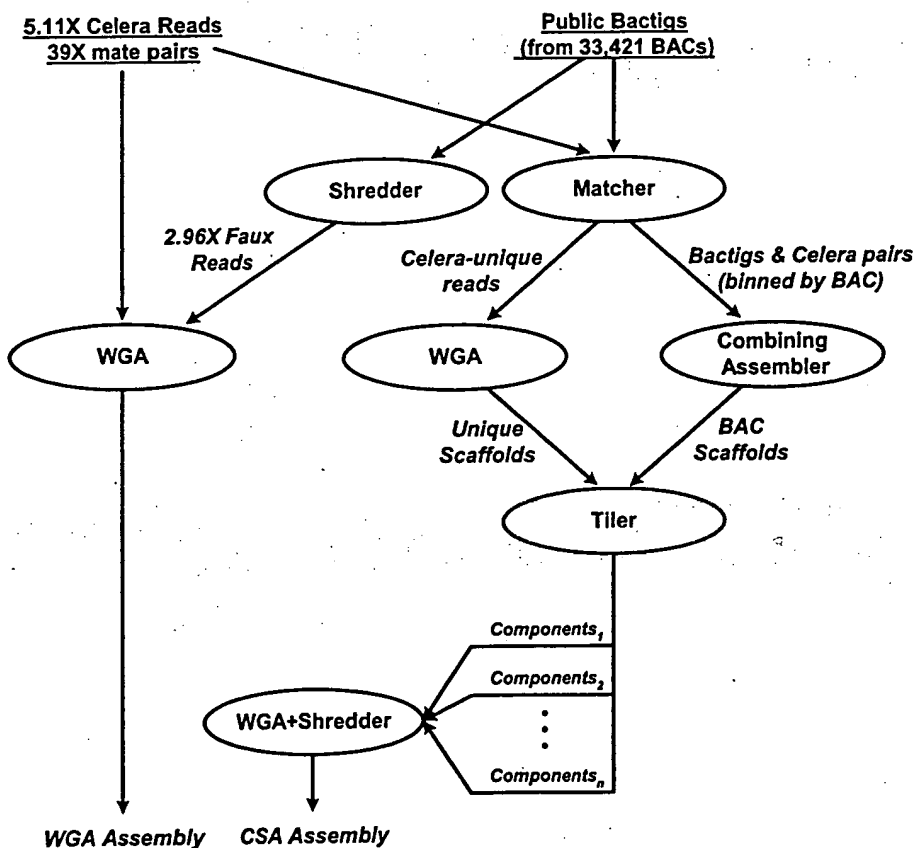 5.11X Celera Reads
39X mate pairs
Public Bactigs
(from 33,421 BACs)
Shredder
Matcher
2.96X Faux
Reads
Celera-unique
reads
Bactigs & Celera pairs
(binned by BAC)
WGA
WGA
Combining
Assembler
Unique
Scaffolds
BAC
Scaffolds
Tiler
Components1
Components2
WGA+Shredder
Componentsn
WGA Assembly
CSA Assembly